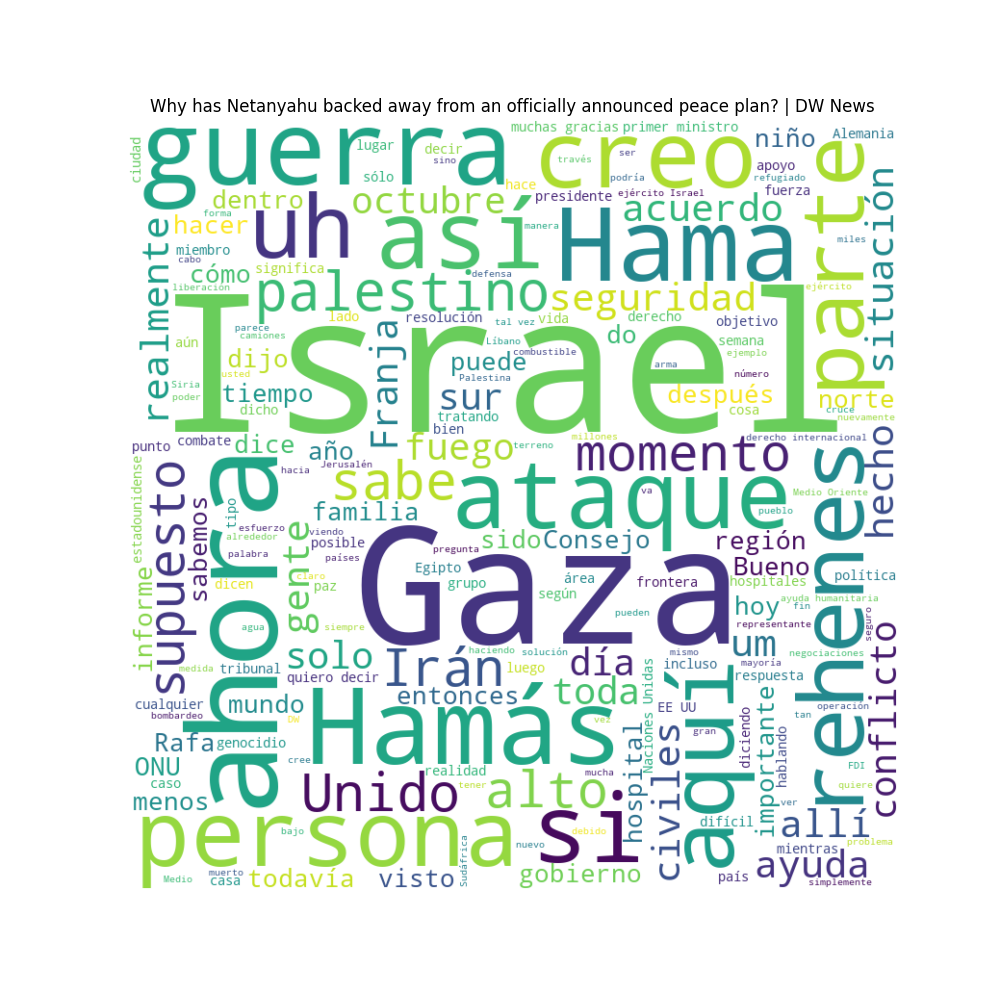 Why has Netanyahu backed away from an officially announced peace plan? | DW News
muchas gracias
primer ministro
guerra
lugar
decir
sino
creo
niño
Alemania
ciudad
sólo
través
ser
podría
apoyo
refugiado
hace
presidente
ejército Israel
fuerza
parte
dentro
octubre
acuerdo
forma
hacer
uh
así
manera
Hama
miles
situación
realmente
miembro
cabo
cómo
significa
defensa
liberación
palestino
seguridad
ejército
Israel
lado
resolución
tal vez
vida
derecho
objetivo
parece
camiones
do
semana
aún
Franja
Líbano
combustible
ejemplo
dijo
puede
arma
usted
Palestina
número
Siria
poder
tiempo
sur
después
norte
dicho
tratando
cosa
cruce
nuevamente
bien
punto
combate
dice
año
fuego
terreno
millones
momento
derecho internacional
hecho
hacia
Jerusalén
estadounidense
supuesto
ahora
sabe
va
ataque
Medio Oriente
rehenes
sabemos
tipo
familia
pueblo
esfuerzo
alrededor
viendo
gente
posible
sido
Consejo
región
palabra
países
pregunta
Gaza
Bueno
informe
dicen
claro
paz
Egipto
grupo
área
según
frontera
hospitales
política
agua
siempre
pueden
hoy
ayuda humanitaria
fin
representante
seguro
um
haciendo
solución
mismo
negociaciones
solo
Irán
luego
día
incluso
mayoría
medida
tribunal
quiero decir
respuesta
conflicto
cualquier
mundo
entonces
toda
Naciones Unidas
aquí
EE UU
operación
bombardeo
DW
Hamás
vez
gran
diciendo
importante
tan
Rafa
genocidio
cree
hospital
civiles
hablando
ONU
caso
realidad
tener
mucha
FDI
quiere
menos
Unido
alto
ver
persona
bajo
si
debido
nuevo
difícil
allí
mientras
problema
Medio
muerto
casa
todavía
visto
Sudáfrica
gobierno
país
ayuda
simplemente